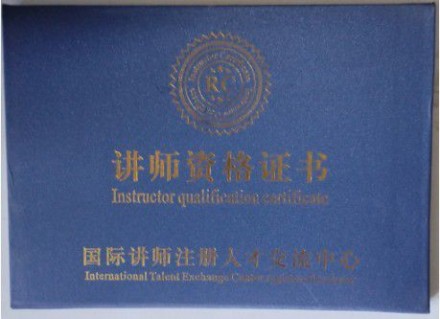 RC
讲师资格证书
Instructor qualification certificate
国际讲师注册人才交流中心
International Talent Exchange Center